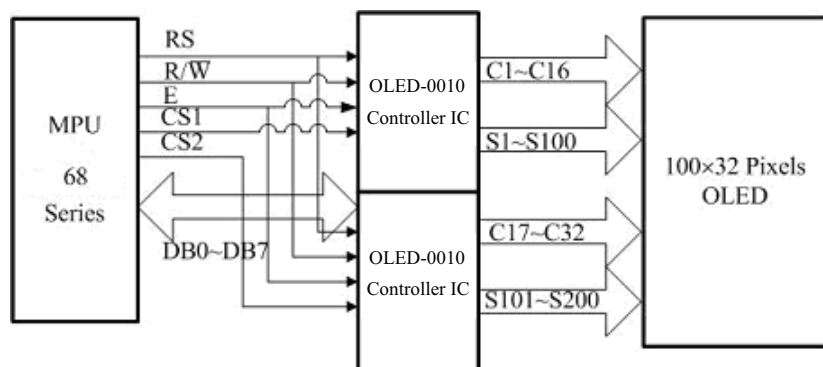 RS
R/W̅
E
CS1
CS2
MPU
68
Series
DB0~DB7
OLED-0010
Controller IC
OLED-0010
Controller IC
C1~C16
S1~S100
C17~C32
S101~S200
100×32 Pixels
OLED